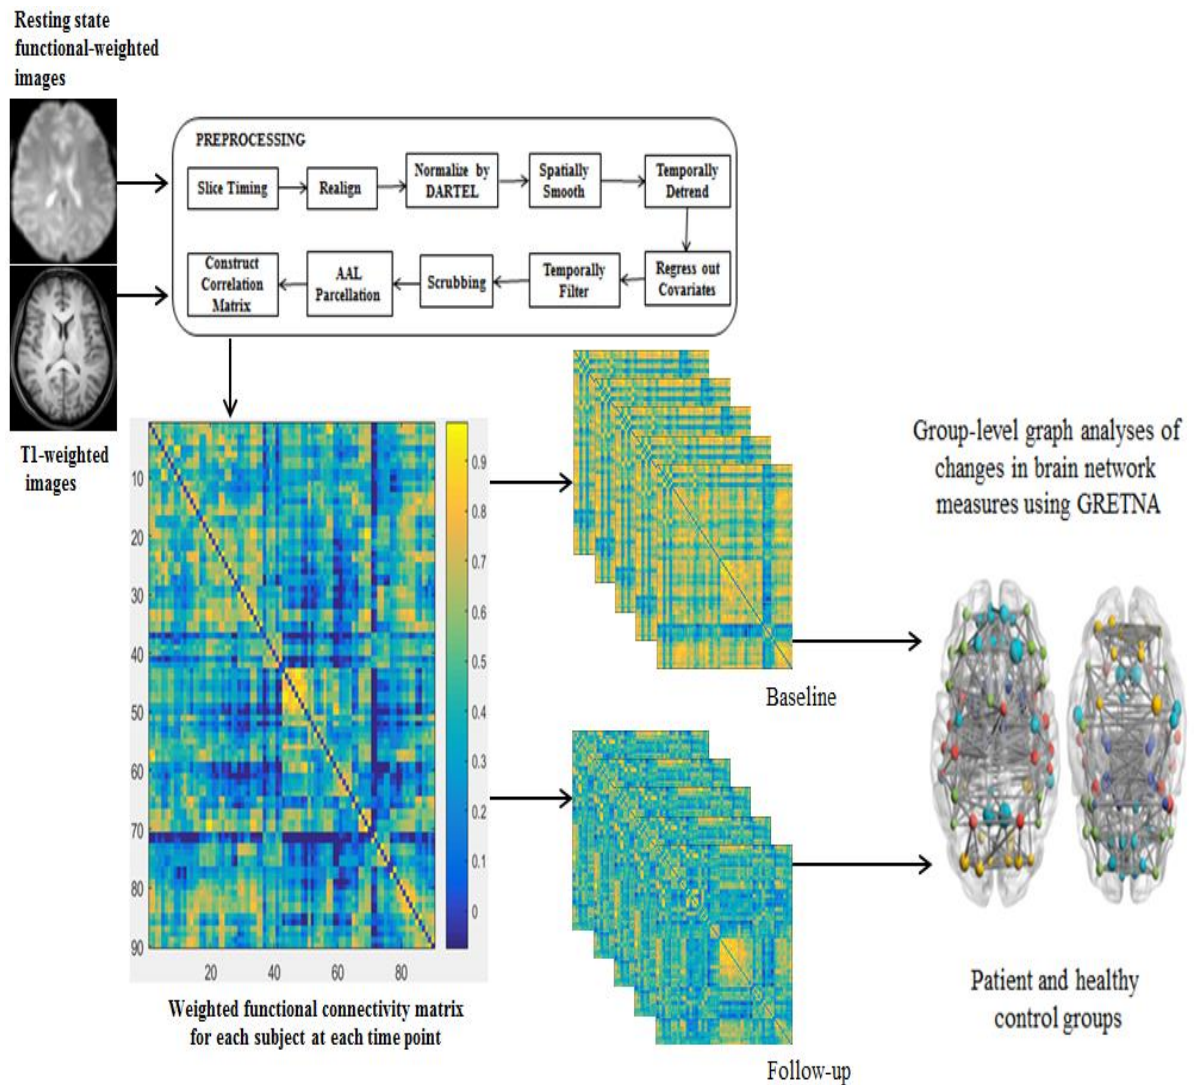 Resting state
functional-weighted
images
PREPROCESSING
Slice Timing
Realign
Normalize by
DARTEL
Spatially
Smooth
Temporally
Detrend
Regress out
Covariates
Temporally
Filter
Scrubbing
AAL
Parcellation
Construct
Correlation
Matrix
T1-weighted
images
10
20
30
40
50
60
70
80
90
20
40
60
80
0.9
0.8
0.7
0.6
0.5
0.4
0.3
0.2
0.1
0
Weighted functional connectivity matrix
for each subject at each time point
Baseline
Follow-up
Group-level graph analyses of
changes in brain network
measures using GRETNA
Patient and healthy
control groups